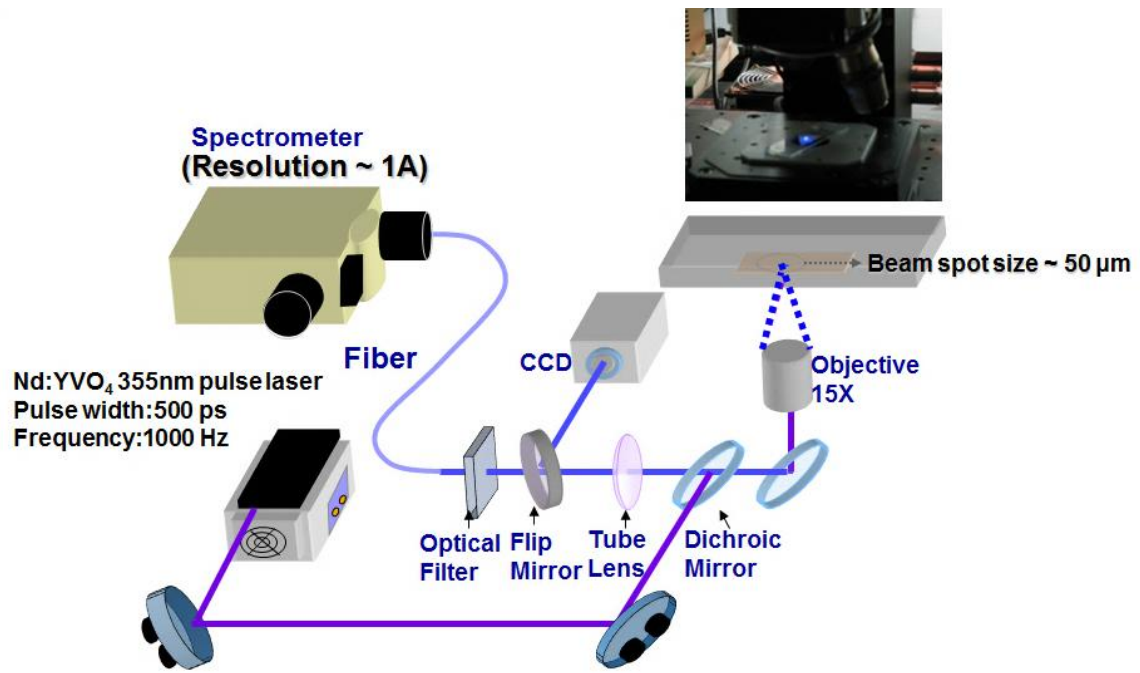 Spectrometer
(Resolution ~ 1A)
Beam spot size ~ 50 μm
CCD
Objective
15X
Fiber
Nd:YVO₄ 355nm pulse laser
Pulse width:500 ps
Frequency:1000 Hz
Optical
Filter
Flip
Mirror
Tube
Lens
Dichroic
Mirror